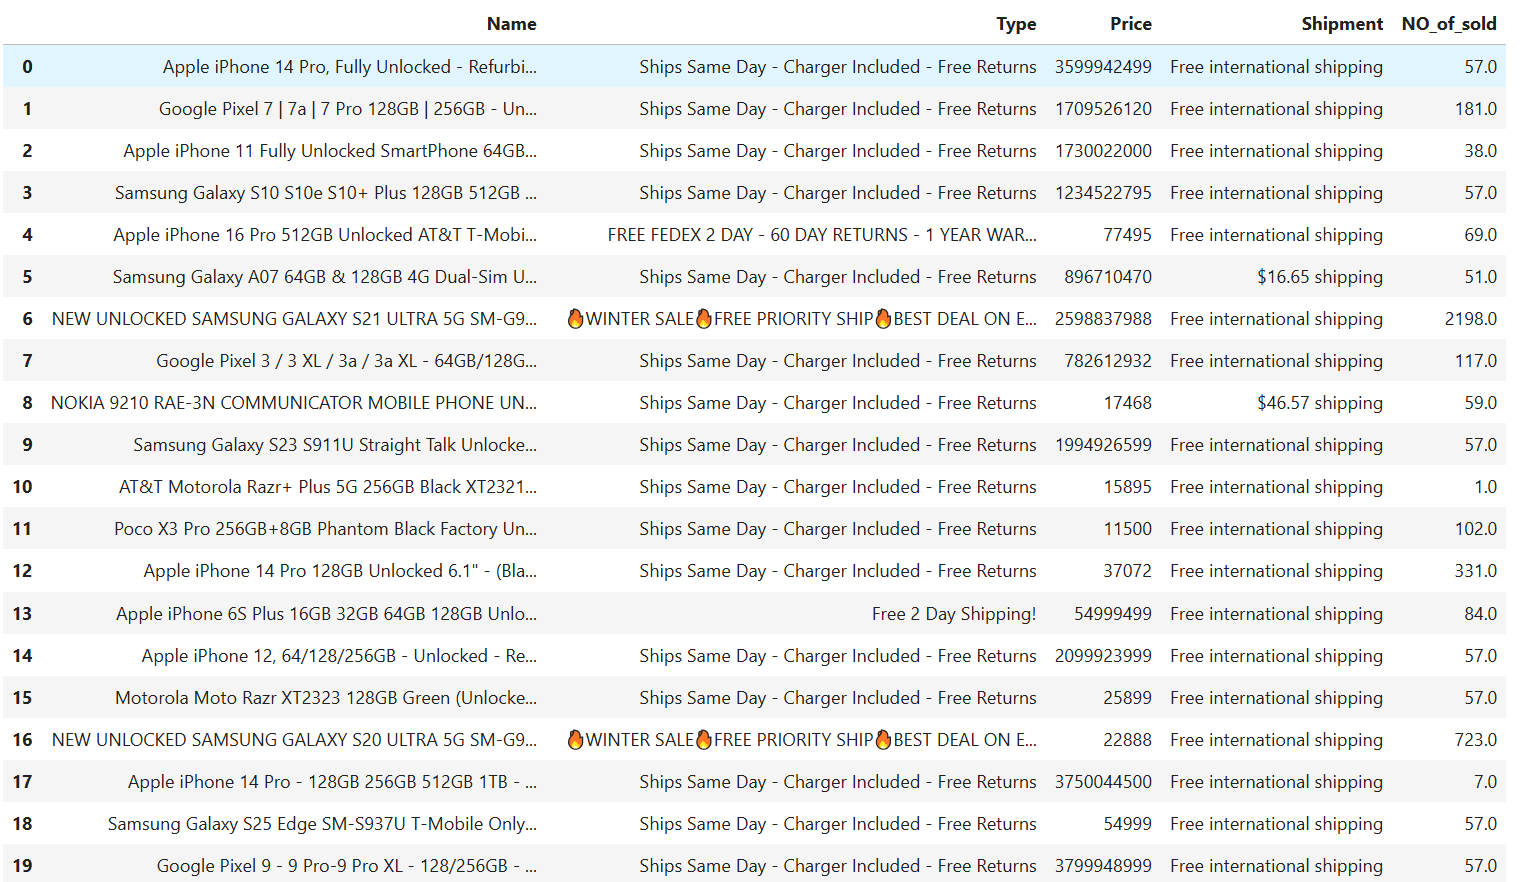 Name Type Price Shipment NO_of_sold
0 Apple iPhone 14 Pro, Fully Unlocked - Refurbi... Ships Same Day - Charger Included - Free Returns 3599942499 Free international shipping 57.0
1 Google Pixel 7 | 7a | 7 Pro 128GB | 256GB - Un... Ships Same Day - Charger Included - Free Returns 1709526120 Free international shipping 181.0
2 Apple iPhone 11 Fully Unlocked SmartPhone 64GB... Ships Same Day - Charger Included - Free Returns 1730022000 Free international shipping 38.0
3 Samsung Galaxy S10 S10e S10+ Plus 128GB 512GB ... Ships Same Day - Charger Included - Free Returns 1234522795 Free international shipping 57.0
4 Apple iPhone 16 Pro 512GB Unlocked AT&T T-Mobi... FREE FEDEX 2 DAY - 60 DAY RETURNS - 1 YEAR WAR... 77495 Free international shipping 69.0
5 Samsung Galaxy A07 64GB & 128GB 4G Dual-Sim U... Ships Same Day - Charger Included - Free Returns 896710470 $16.65 shipping 51.0
6 NEW UNLOCKED SAMSUNG GALAXY S21 ULTRA 5G SM-G9... 🔥WINTER SALE🔥FREE PRIORITY SHIP🔥BEST DEAL ON E... 2598837988 Free international shipping 2198.0
7 Google Pixel 3 / 3 XL / 3a / 3a XL - 64GB/128G... Ships Same Day - Charger Included - Free Returns 782612932 Free international shipping 117.0
8 NOKIA 9210 RAE-3N COMMUNICATOR MOBILE PHONE UN... Ships Same Day - Charger Included - Free Returns 17468 $46.57 shipping 59.0
9 Samsung Galaxy S23 S911U Straight Talk Unlocke... Ships Same Day - Charger Included - Free Returns 1994926599 Free international shipping 57.0
10 AT&T Motorola Razr+ Plus 5G 256GB Black XT2321... Ships Same Day - Charger Included - Free Returns 15895 Free international shipping 1.0
11 Poco X3 Pro 256GB+8GB Phantom Black Factory Un... Ships Same Day - Charger Included - Free Returns 11500 Free international shipping 102.0
12 Apple iPhone 14 Pro 128GB Unlocked 6.1" - (Bla... Ships Same Day - Charger Included - Free Returns 37072 Free international shipping 331.0
13 Apple iPhone 6S Plus 16GB 32GB 64GB 128GB Unlo... Free 2 Day Shipping! 54999499 Free international shipping 84.0
14 Apple iPhone 12, 64/128/256GB - Unlocked - Re... Ships Same Day - Charger Included - Free Returns 2099923999 Free international shipping 57.0
15 Motorola Moto Razr XT2323 128GB Green (Unlocke... Ships Same Day - Charger Included - Free Returns 25899 Free international shipping 57.0
16 NEW UNLOCKED SAMSUNG GALAXY S20 ULTRA 5G SM-G9... 🔥WINTER SALE🔥FREE PRIORITY SHIP🔥BEST DEAL ON E... 22888 Free international shipping 723.0
17 Apple iPhone 14 Pro - 128GB 256GB 512GB 1TB - ... Ships Same Day - Charger Included - Free Returns 3750044500 Free international shipping 7.0
18 Samsung Galaxy S25 Edge SM-S937U T-Mobile Only... Ships Same Day - Charger Included - Free Returns 54999 Free international shipping 57.0
19 Google Pixel 9 - 9 Pro-9 Pro XL - 128/256GB - ... Ships Same Day - Charger Included - Free Returns 3799948999 Free international shipping 57.0